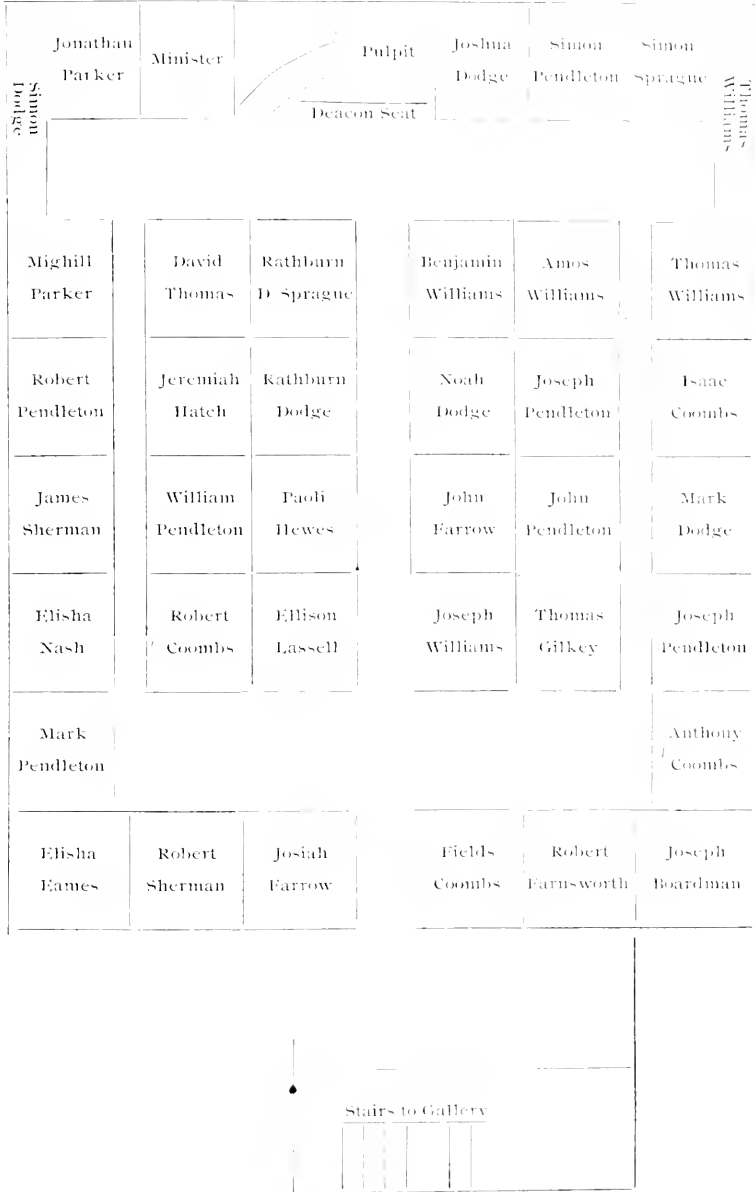 Jonathan
Parker
Minister
Pulpit
Joshua
Dodge
Simon
Pendleton
Simon
Sprague
Simon
Dodge
Thomas
Williams
Deacon Seat
Mighill
Parker
David
Thomas
Rathburn
D Sprague
Benjamin
Williams
Amos
Williams
Thomas
Williams
Robert
Pendleton
Jeremiah
Hatch
Rathburn
Dodge
Noah
Dodge
Joseph
Pendleton
Isaac
Coombs
James
Sherman
William
Pendleton
Paoli
Hewes
John
Farrow
John
Pendleton
Mark
Dodge
Elisha
Nash
Robert
Coombs
Ellison
Lassell
Joseph
Williams
Thomas
Gilkey
Joseph
Pendleton
Mark
Pendleton
Anthony
Coombs
Elisha
Eames
Robert
Sherman
Josiah
Farrow
Fields
Coombs
Robert
Farnsworth
Joseph
Boardman
Stairs to Gallery